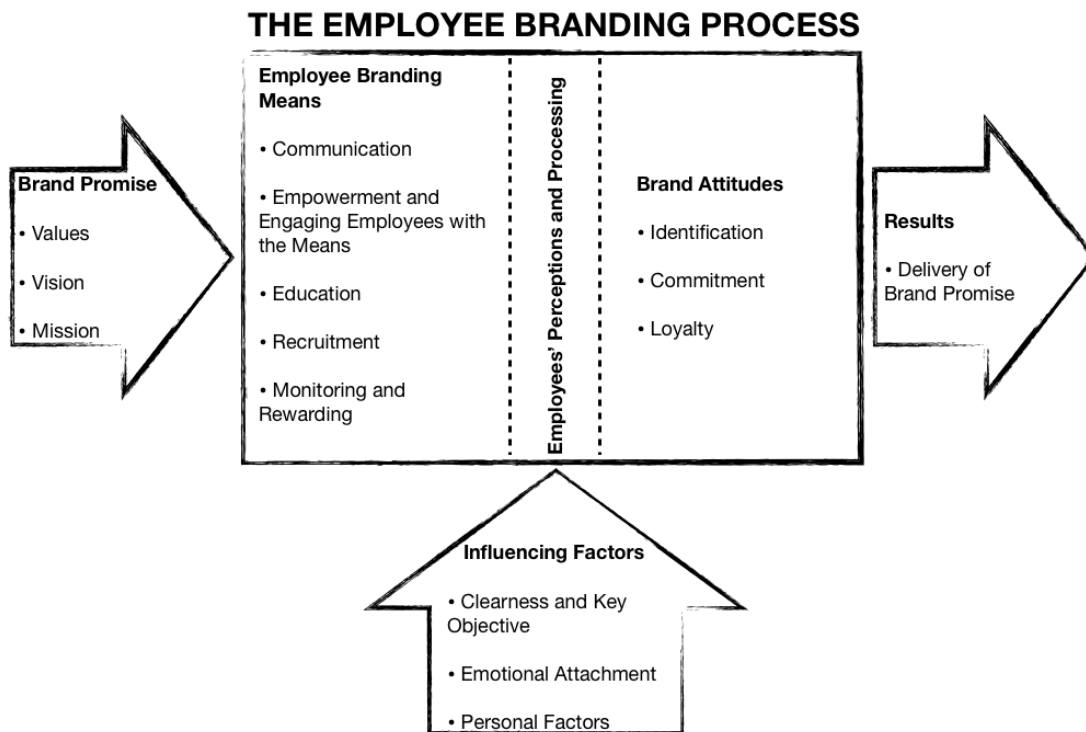 THE EMPLOYEE BRANDING PROCESS
Brand Promise
• Values
• Vision
• Mission
Employee Branding
Means
• Communication
• Empowerment and
Engaging Employees with
the Means
• Education
• Recruitment
• Monitoring and
Rewarding
Employees’ Perceptions and Processing
Brand Attitudes
• Identification
• Commitment
• Loyalty
Results
• Delivery of
Brand Promise
Influencing Factors
• Clearness and Key
Objective
• Emotional Attachment
• Personal Factors